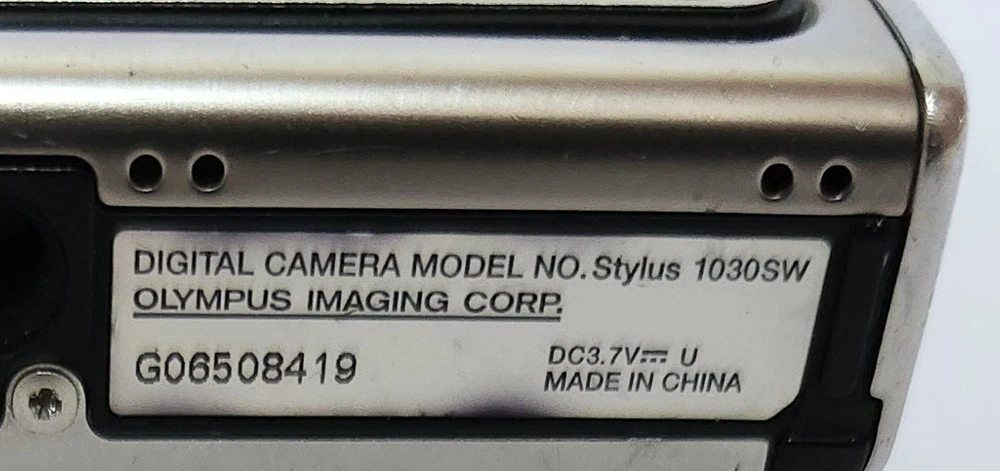 DIGITAL CAMERA MODEL NO. Stylus 1030SW
OLYMPUS IMAGING CORP.
G06508419
DC3.7V⎓ U
MADE IN CHINA